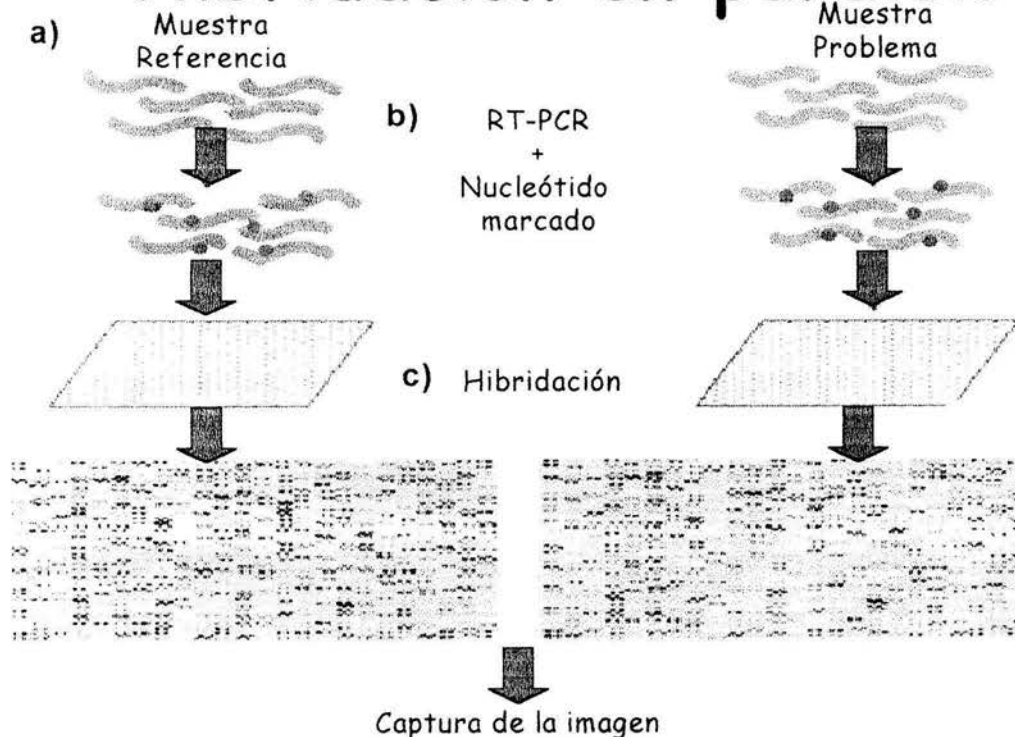 a)
Muestra
Referencia
b)
RT-PCR
+
Nucleótido
marcado
Muestra
Problema
c) Hibridación
Captura de la imagen